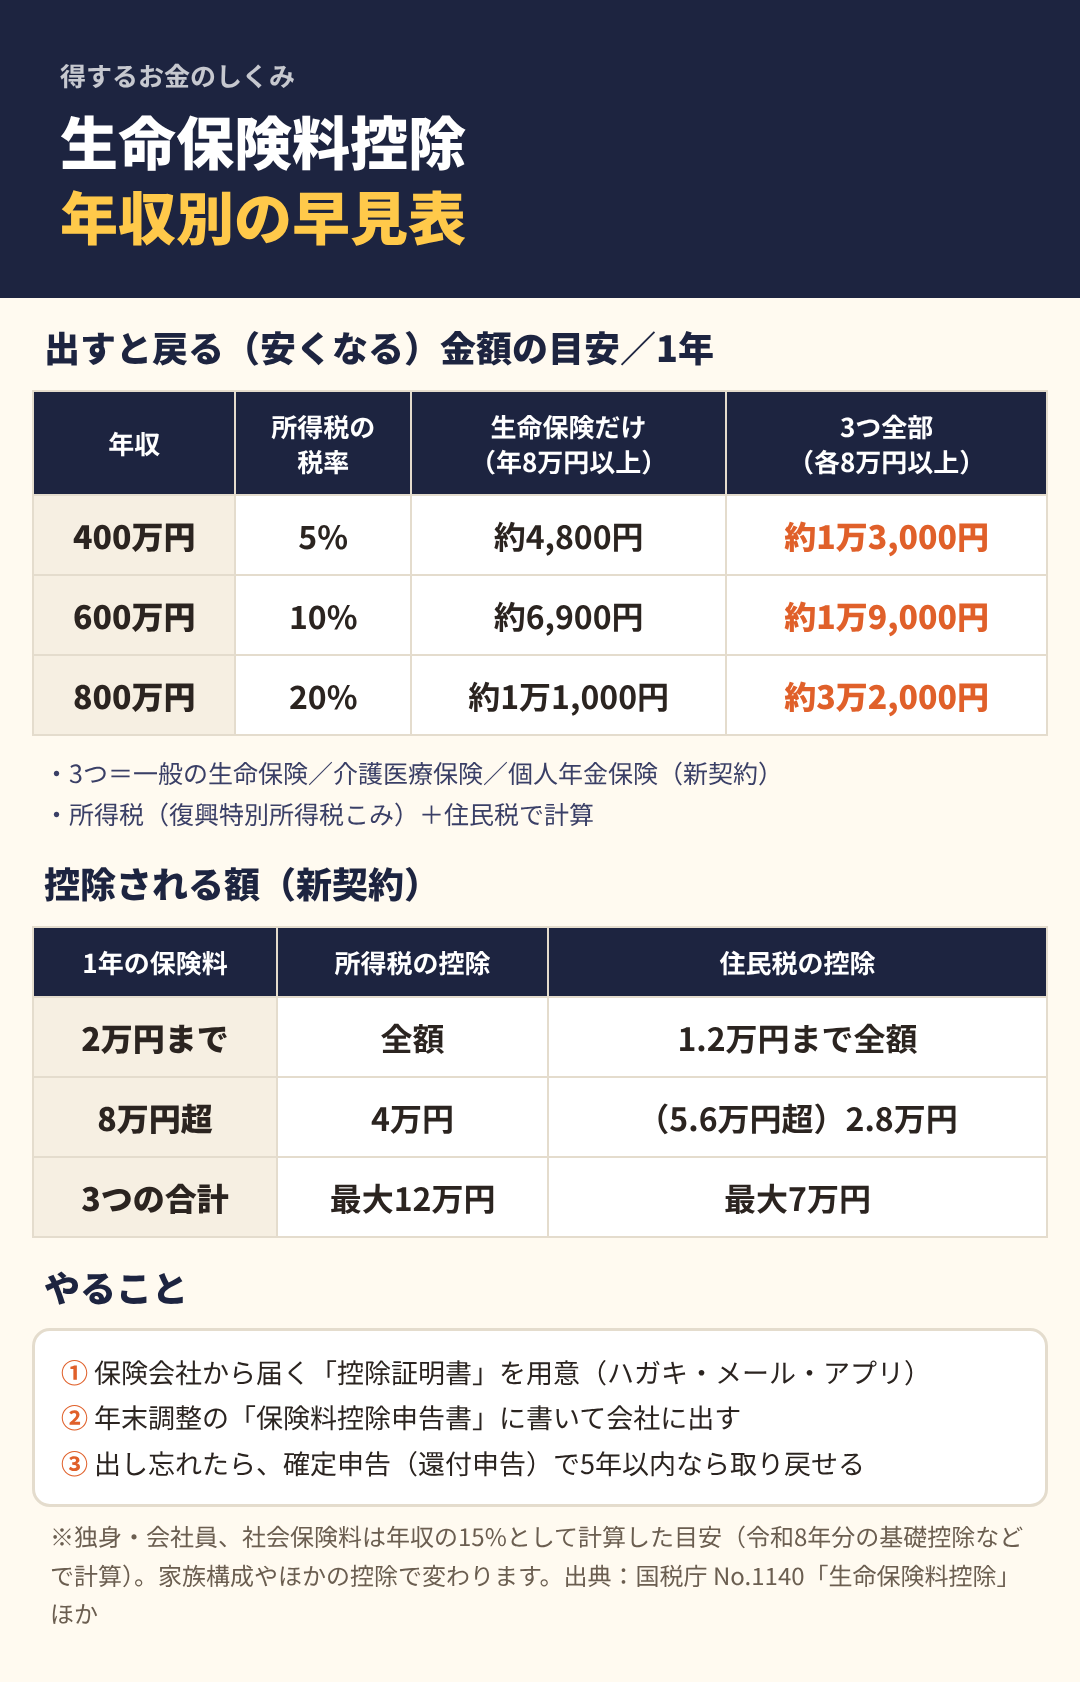 得するお金のしくみ
生命保険料控除
年収別の早見表
出すと戻る（安くなる）金額の目安／1年
年収 所得税の税率 生命保険だけ（年8万円以上） 3つ全部（各8万円以上）
400万円 5% 約4,800円 約1万3,000円
600万円 10% 約6,900円 約1万9,000円
800万円 20% 約1万1,000円 約3万2,000円
・3つ＝一般の生命保険／介護医療保険／個人年金保険（新契約）
・所得税（復興特別所得税こみ）＋住民税で計算
控除される額（新契約）
1年の保険料 所得税の控除 住民税の控除
2万円まで 全額 1.2万円まで全額
8万円超 4万円 （5.6万円超）2.8万円
3つの合計 最大12万円 最大7万円
やること
① 保険会社から届く「控除証明書」を用意（ハガキ・メール・アプリ）
② 年末調整の「保険料控除申告書」に書いて会社に出す
③ 出し忘れたら、確定申告（還付申告）で5年以内なら取り戻せる
※独身・会社員、社会保険料は年収の15%として計算した目安（令和8年分の基礎控除など
で計算）。家族構成やほかの控除で変わります。出典：国税庁 No.1140「生命保険料控除」
ほか